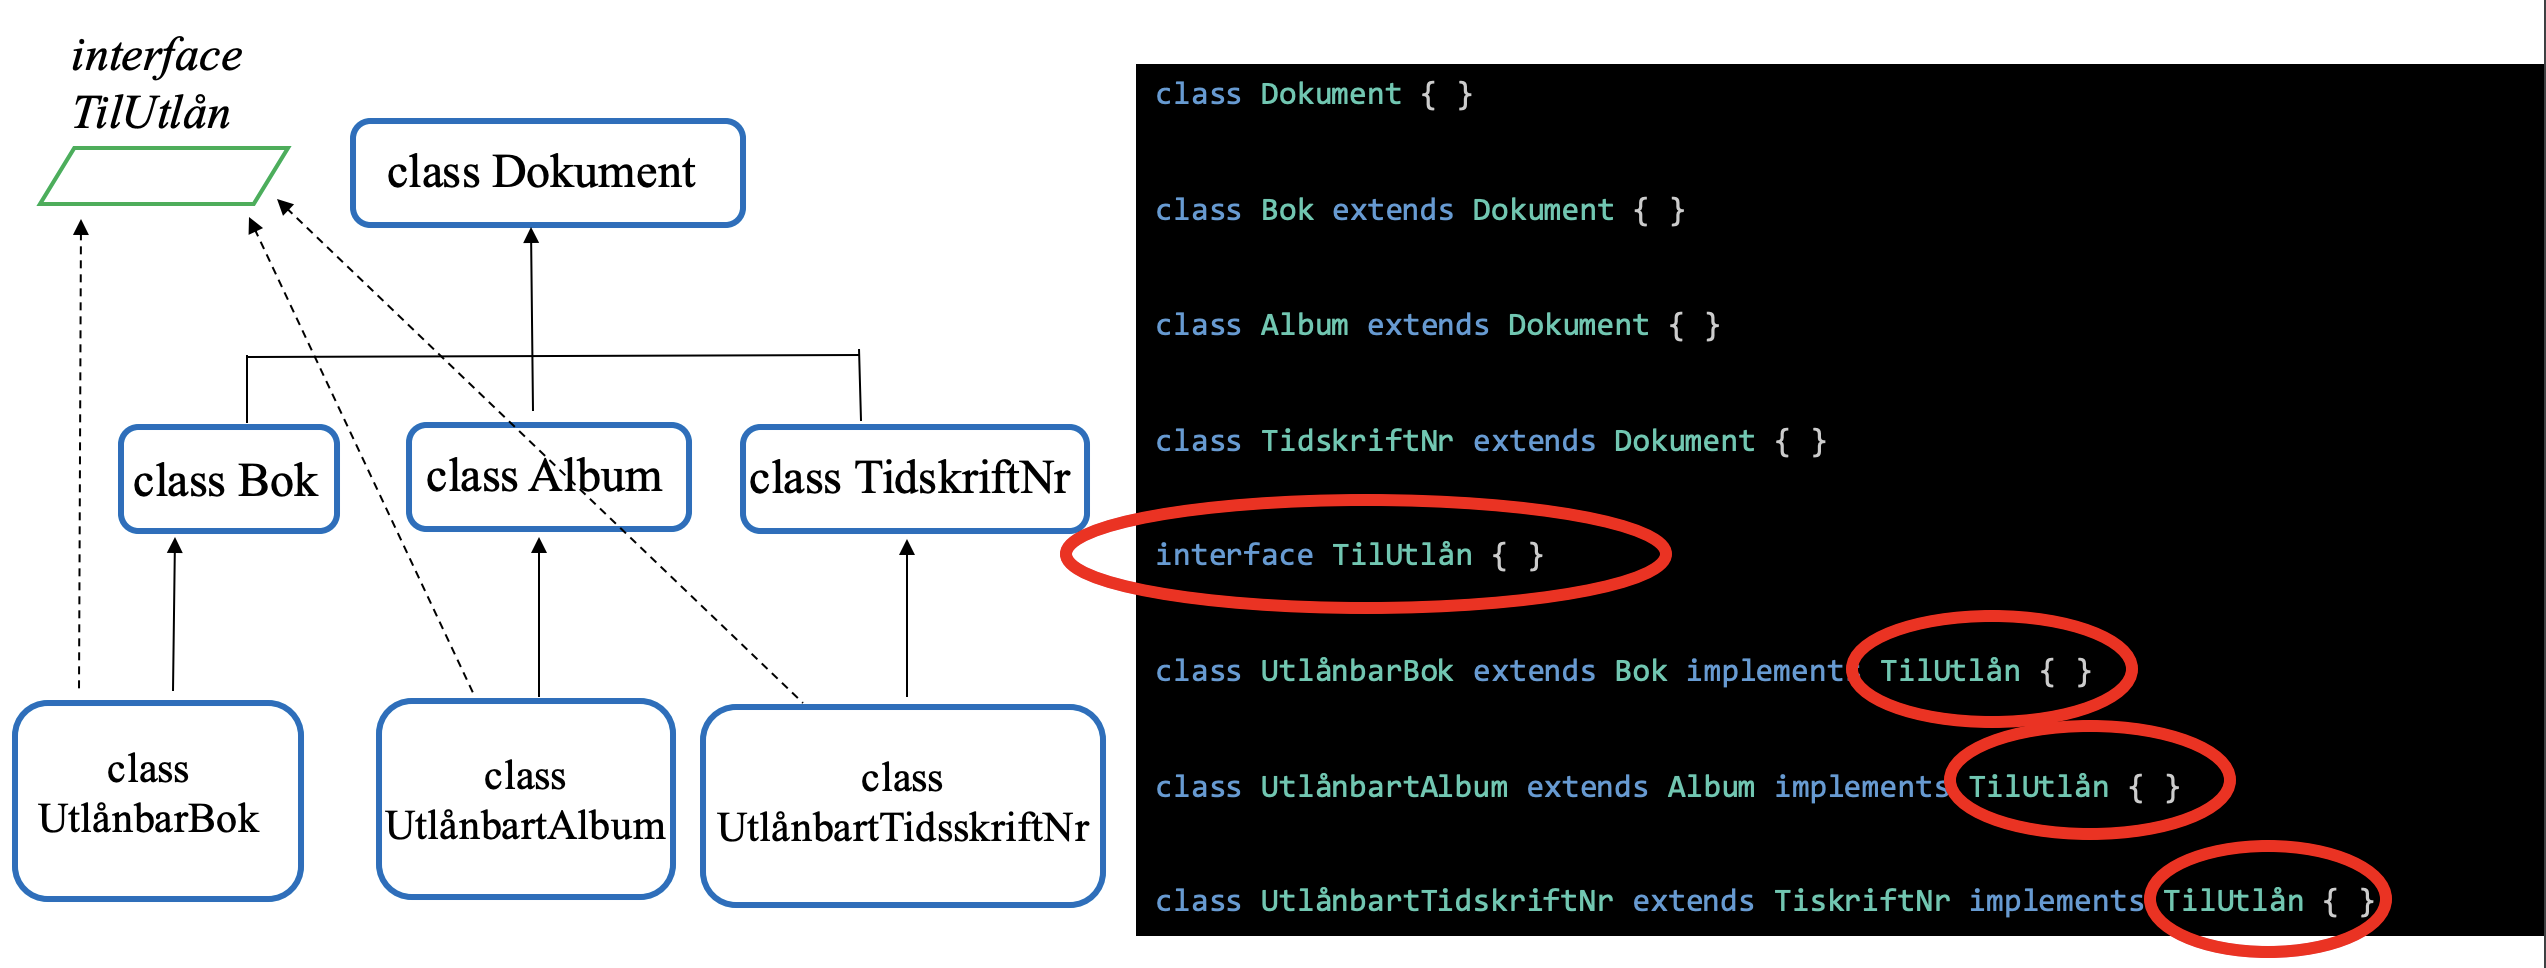 interface
TilUtlån
class Dokument
class Bok
class Album
class TidskriftNr
class
UtlånbarBok
class
UtlånbartAlbum
class
UtlånbartTidsskriftNr
class Dokument { }
class Bok extends Dokument { }
class Album extends Dokument { }
class TidskriftNr extends Dokument { }
interface TilUtlån { }
class UtlånbarBok extends Bok implements TilUtlån { }
class UtlånbartAlbum extends Album implements TilUtlån { }
class UtlånbartTidskriftNr extends TiskriftNr implements TilUtlån { }